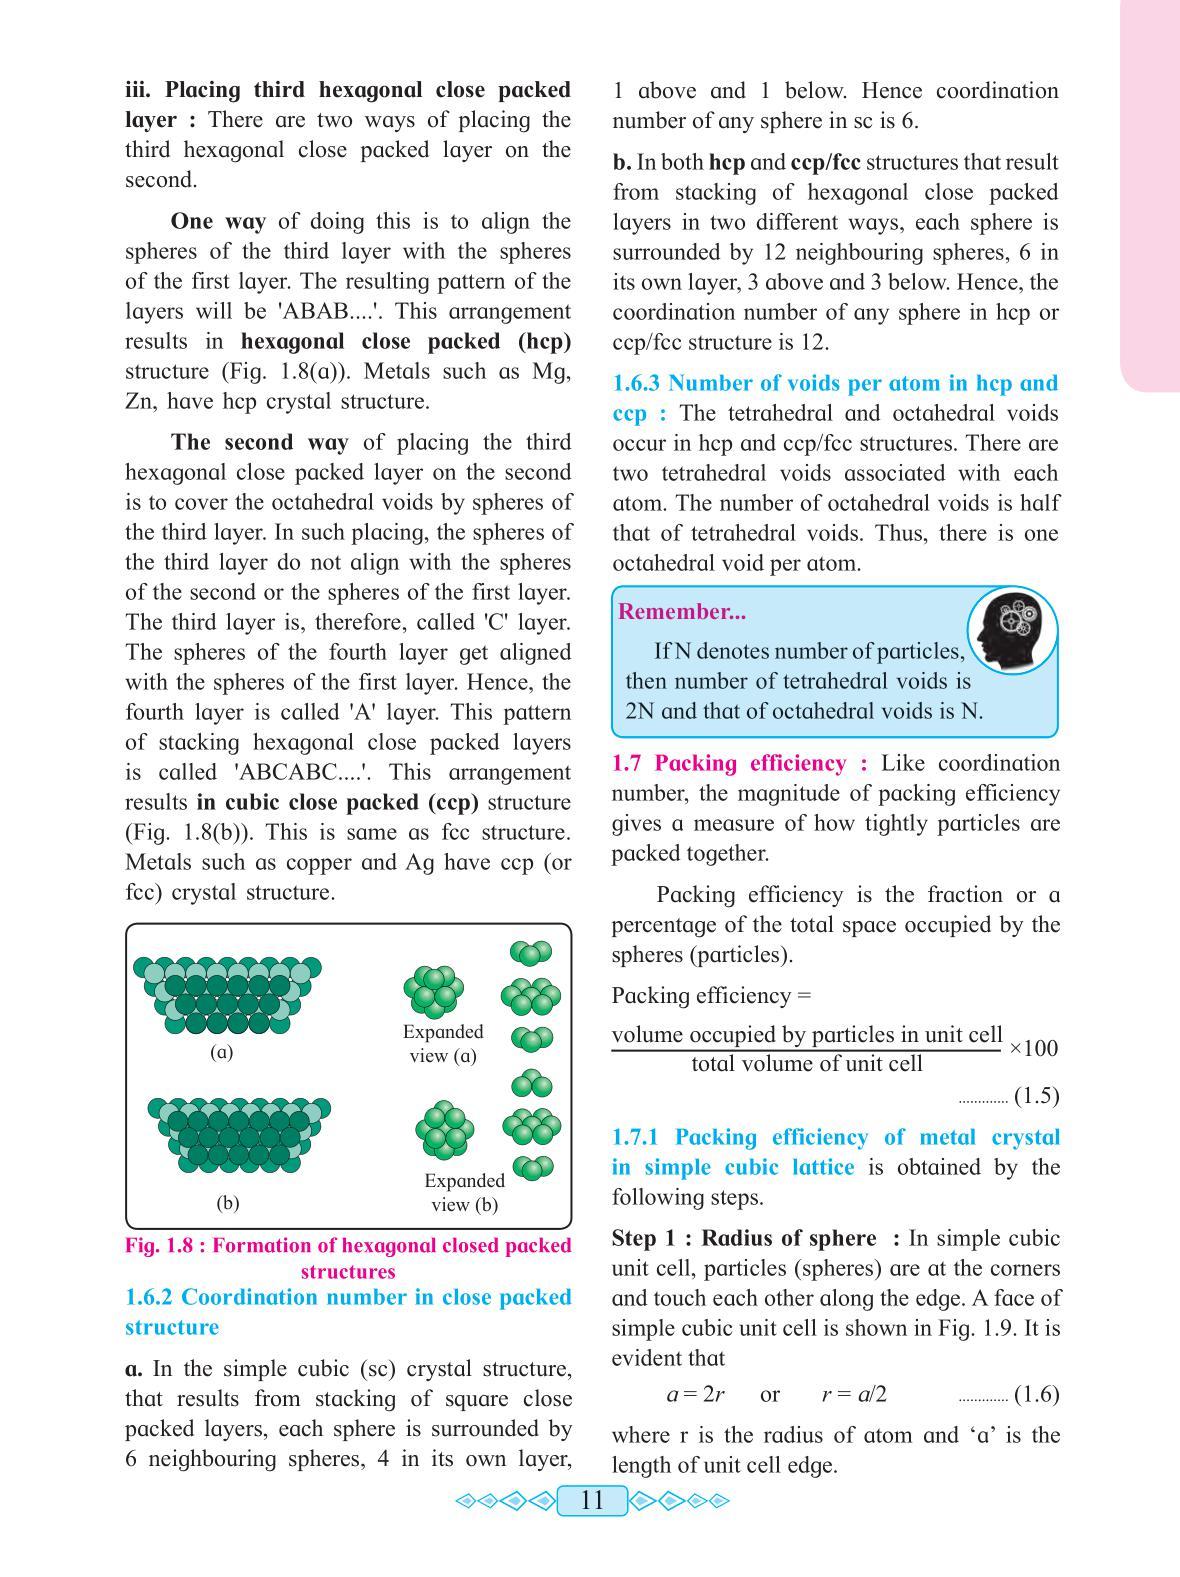 iii. Placing third hexagonal close packed
layer : There are two ways of placing the
third hexagonal close packed layer on the
second.
One way of doing this is to align the
spheres of the third layer with the spheres
of the first layer. The resulting pattern of the
layers will be 'ABAB....'. This arrangement
results in hexagonal close packed (hcp)
structure (Fig. 1.8(a)). Metals such as Mg,
Zn, have hcp crystal structure.
The second way of placing the third
hexagonal close packed layer on the second
is to cover the octahedral voids by spheres of
the third layer. In such placing, the spheres of
the third layer do not align with the spheres
of the second or the spheres of the first layer.
The third layer is, therefore, called 'C' layer.
The spheres of the fourth layer get aligned
with the spheres of the first layer. Hence, the
fourth layer is called 'A' layer. This pattern
of stacking hexagonal close packed layers
is called 'ABCABC....'. This arrangement
results in cubic close packed (ccp) structure
(Fig. 1.8(b)). This is same as fcc structure.
Metals such as copper and Ag have ccp (or
fcc) crystal structure.
(a)
Expanded
view (a)
(b)
Expanded
view (b)
Fig. 1.8 : Formation of hexagonal closed packed
structures
1.6.2 Coordination number in close packed
structure
a. In the simple cubic (sc) crystal structure,
that results from stacking of square close
packed layers, each sphere is surrounded by
6 neighbouring spheres, 4 in its own layer,
1 above and 1 below. Hence coordination
number of any sphere in sc is 6.
b. In both hcp and ccp/fcc structures that result
from stacking of hexagonal close packed
layers in two different ways, each sphere is
surrounded by 12 neighbouring spheres, 6 in
its own layer, 3 above and 3 below. Hence, the
coordination number of any sphere in hcp or
ccp/fcc structure is 12.
1.6.3 Number of voids per atom in hcp and
ccp : The tetrahedral and octahedral voids
occur in hcp and ccp/fcc structures. There are
two tetrahedral voids associated with each
atom. The number of octahedral voids is half
that of tetrahedral voids. Thus, there is one
octahedral void per atom.
Remember...
If N denotes number of particles,
then number of tetrahedral voids is
2N and that of octahedral voids is N.
1.7 Packing efficiency : Like coordination
number, the magnitude of packing efficiency
gives a measure of how tightly particles are
packed together.
Packing efficiency is the fraction or a
percentage of the total space occupied by the
spheres (particles).
Packing efficiency =
volume occupied by particles in unit cell
×100
total volume of unit cell
............. (1.5)
1.7.1 Packing efficiency of metal crystal
in simple cubic lattice is obtained by the
following steps.
Step 1 : Radius of sphere : In simple cubic
unit cell, particles (spheres) are at the corners
and touch each other along the edge. A face of
simple cubic unit cell is shown in Fig. 1.9. It is
evident that
a = 2r or r = a/2 ............. (1.6)
where r is the radius of atom and ‘a’ is the
length of unit cell edge.
11